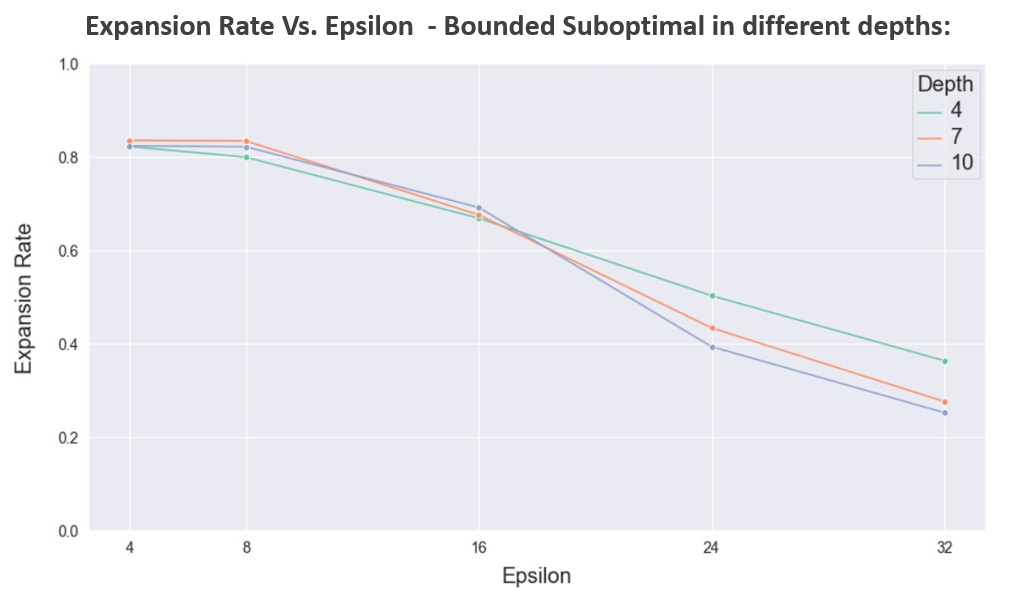 Expansion Rate Vs. Epsilon  - Bounded Suboptimal in different depths:
1.0
0.8
0.6
0.4
0.2
0.0
Expansion Rate
4 8 16 24 32
Epsilon
Depth
4
7
10